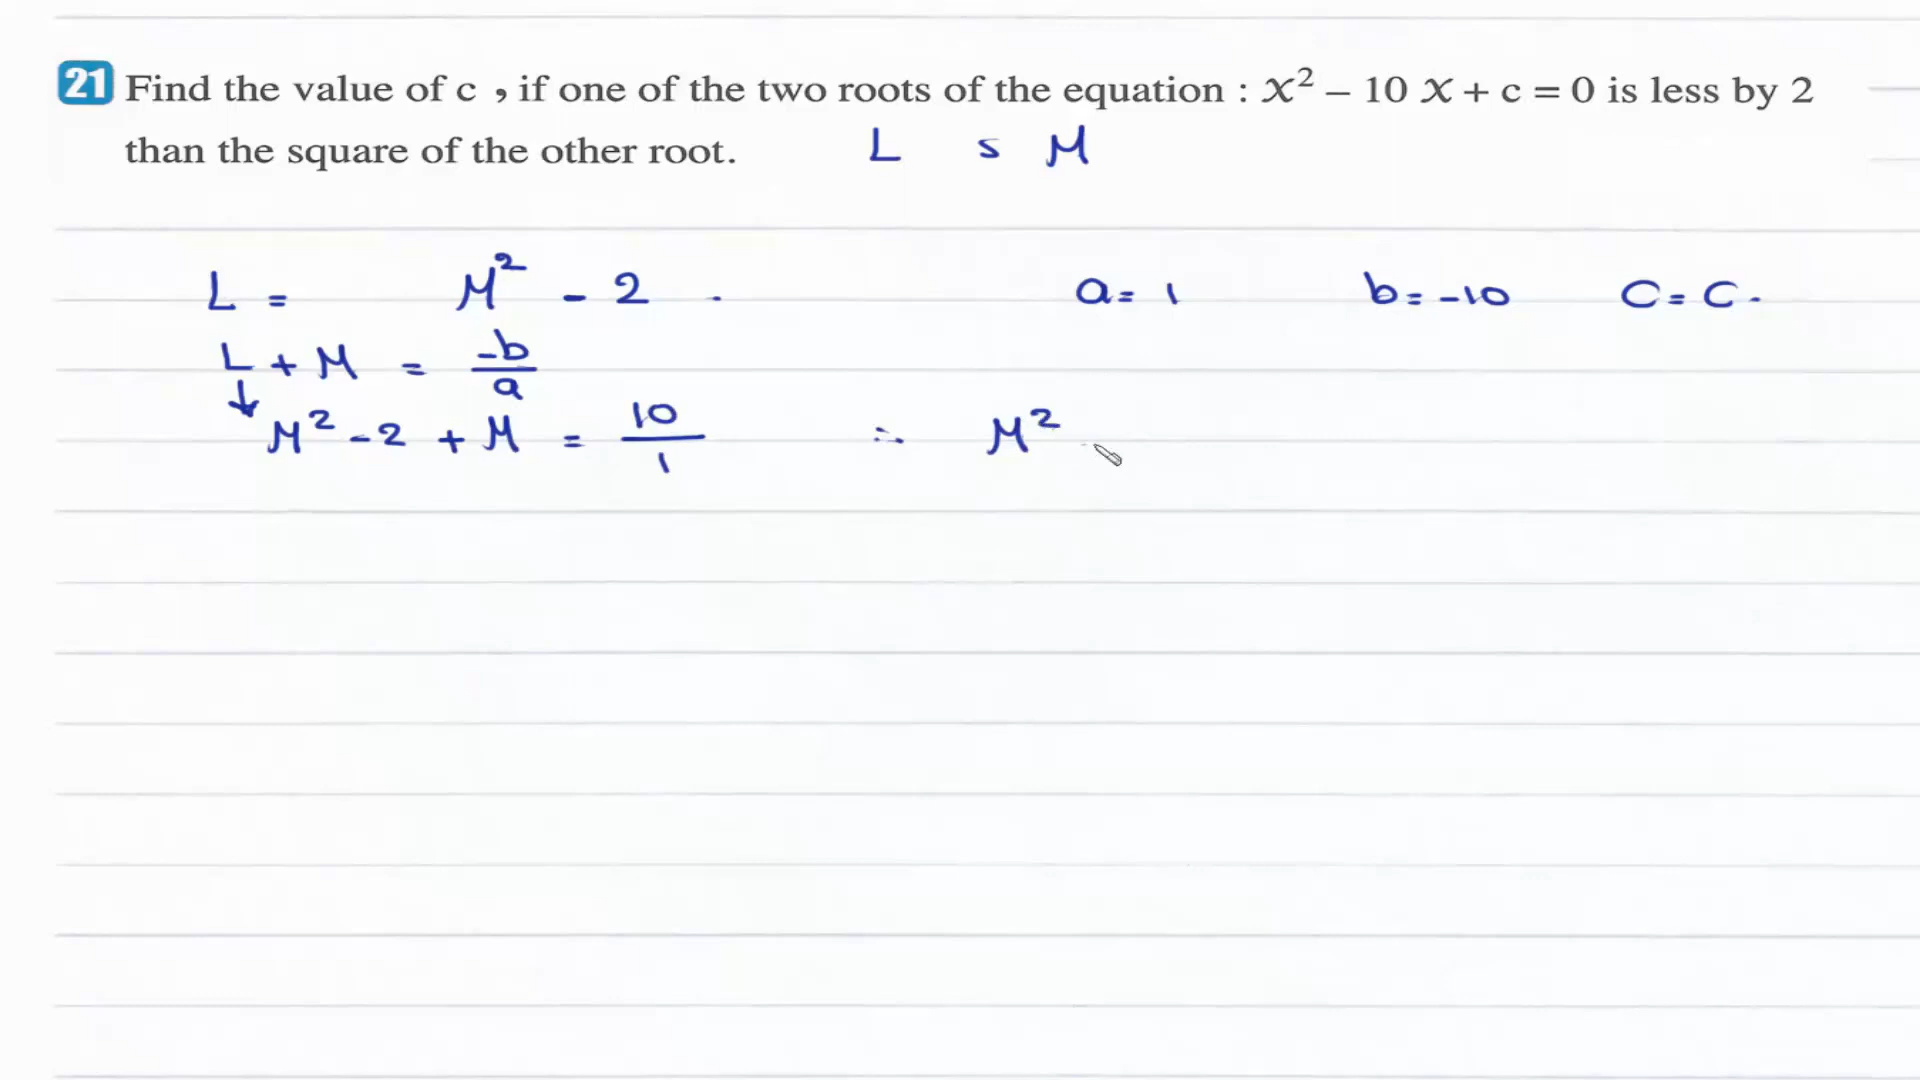 21 Find the value of c , if one of the two roots of the equation : x² – 10 x + c = 0 is less by 2
than the square of the other root. L , M
L = M² - 2 . a = 1 b = -10 C = C .
L + M = -b/a
↓ M² - 2 + M = 10/1 ∴ M²